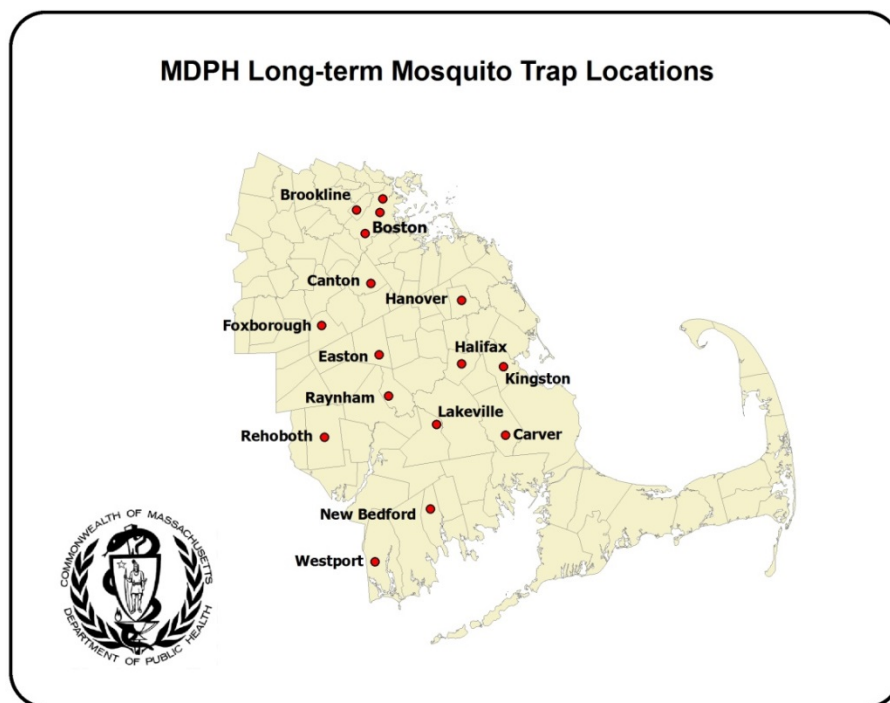 MDPH Long-term Mosquito Trap Locations
Brookline
Boston
Canton
Hanover
Foxborough
Halifax
Easton
Kingston
Raynham
Lakeville
Rehoboth
Carver
New Bedford
Westport
COMMONWEALTH OF MASSACHUSETTS
DEPARTMENT OF PUBLIC HEALTH